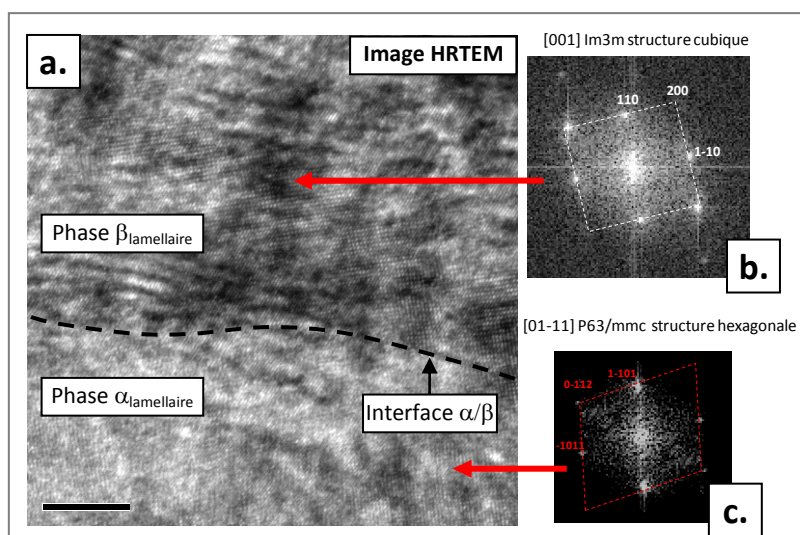 a.
Image HRTEM
[001] Im3m structure cubique
110
200
1-10
b.
Phase βlamellaire
Phase αlamellaire
Interface α/β
[01-11] P63/mmc structure hexagonale
0-112
1-101
-1011
c.